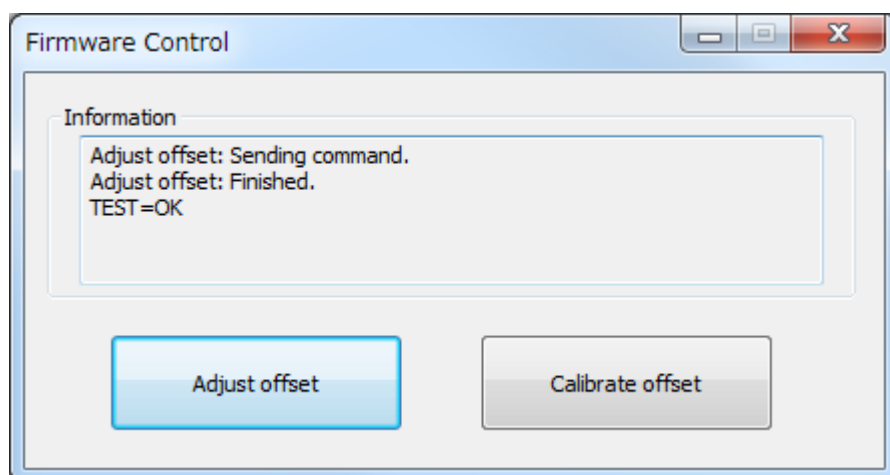 Firmware Control
Information
Adjust offset: Sending command.
Adjust offset: Finished.
TEST=OK
Adjust offset
Calibrate offset